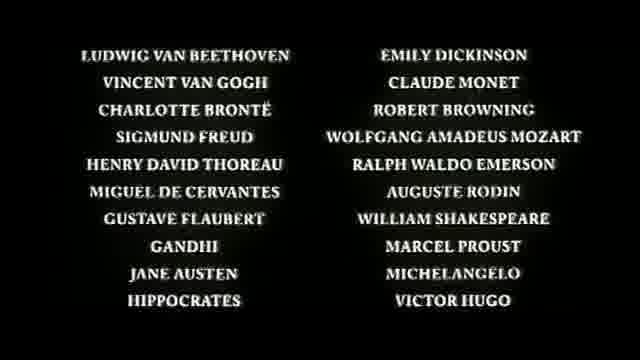 LUDWIG VAN BEETHOVEN
VINCENT VAN GOGH
CHARLOTTE BRONTË
SIGMUND FREUD
HENRY DAVID THOREAU
MIGUEL DE CERVANTES
GUSTAVE FLAUBERT
GANDHI
JANE AUSTEN
HIPPOCRATES
EMILY DICKINSON
CLAUDE MONET
ROBERT BROWNING
WOLFGANG AMADEUS MOZART
RALPH WALDO EMERSON
AUGUSTE RODIN
WILLIAM SHAKESPEARE
MARCEL PROUST
MICHELANGELO
VICTOR HUGO